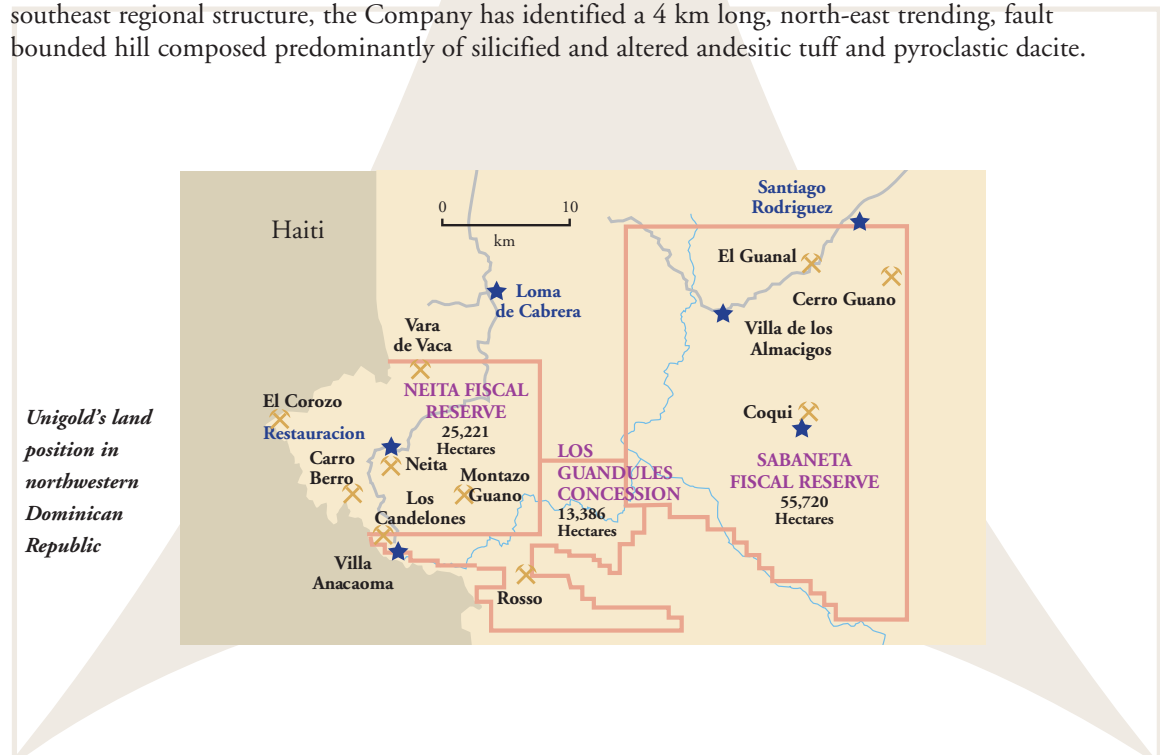 southeast regional structure, the Company has identified a 4 km long, north-east trending, fault
bounded hill composed predominantly of silicified and altered andesitic tuff and pyroclastic dacite.
Haiti
0 10
km
Santiago
Rodriguez
El Guanal
Cerro Guano
Loma
de Cabrera
Villa de los
Almacigos
Vara
de Vaca
El Corozo
Restauracion
NEITA FISCAL
RESERVE
25,221
Hectares
Carro
Berro
Neita
Montazo
Guano
Los
Candelones
LOS
GUANDULES
CONCESSION
13,386
Hectares
Coqui
SABANETA
FISCAL RESERVE
55,720
Hectares
Villa
Anacaoma
Rosso
Unigold's land
position in
northwestern
Dominican
Republic